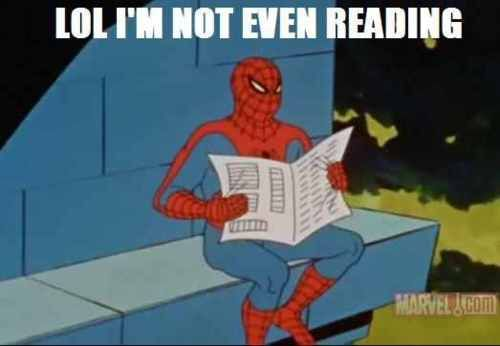 LOL I'M NOT EVEN READING
MARVEL.com